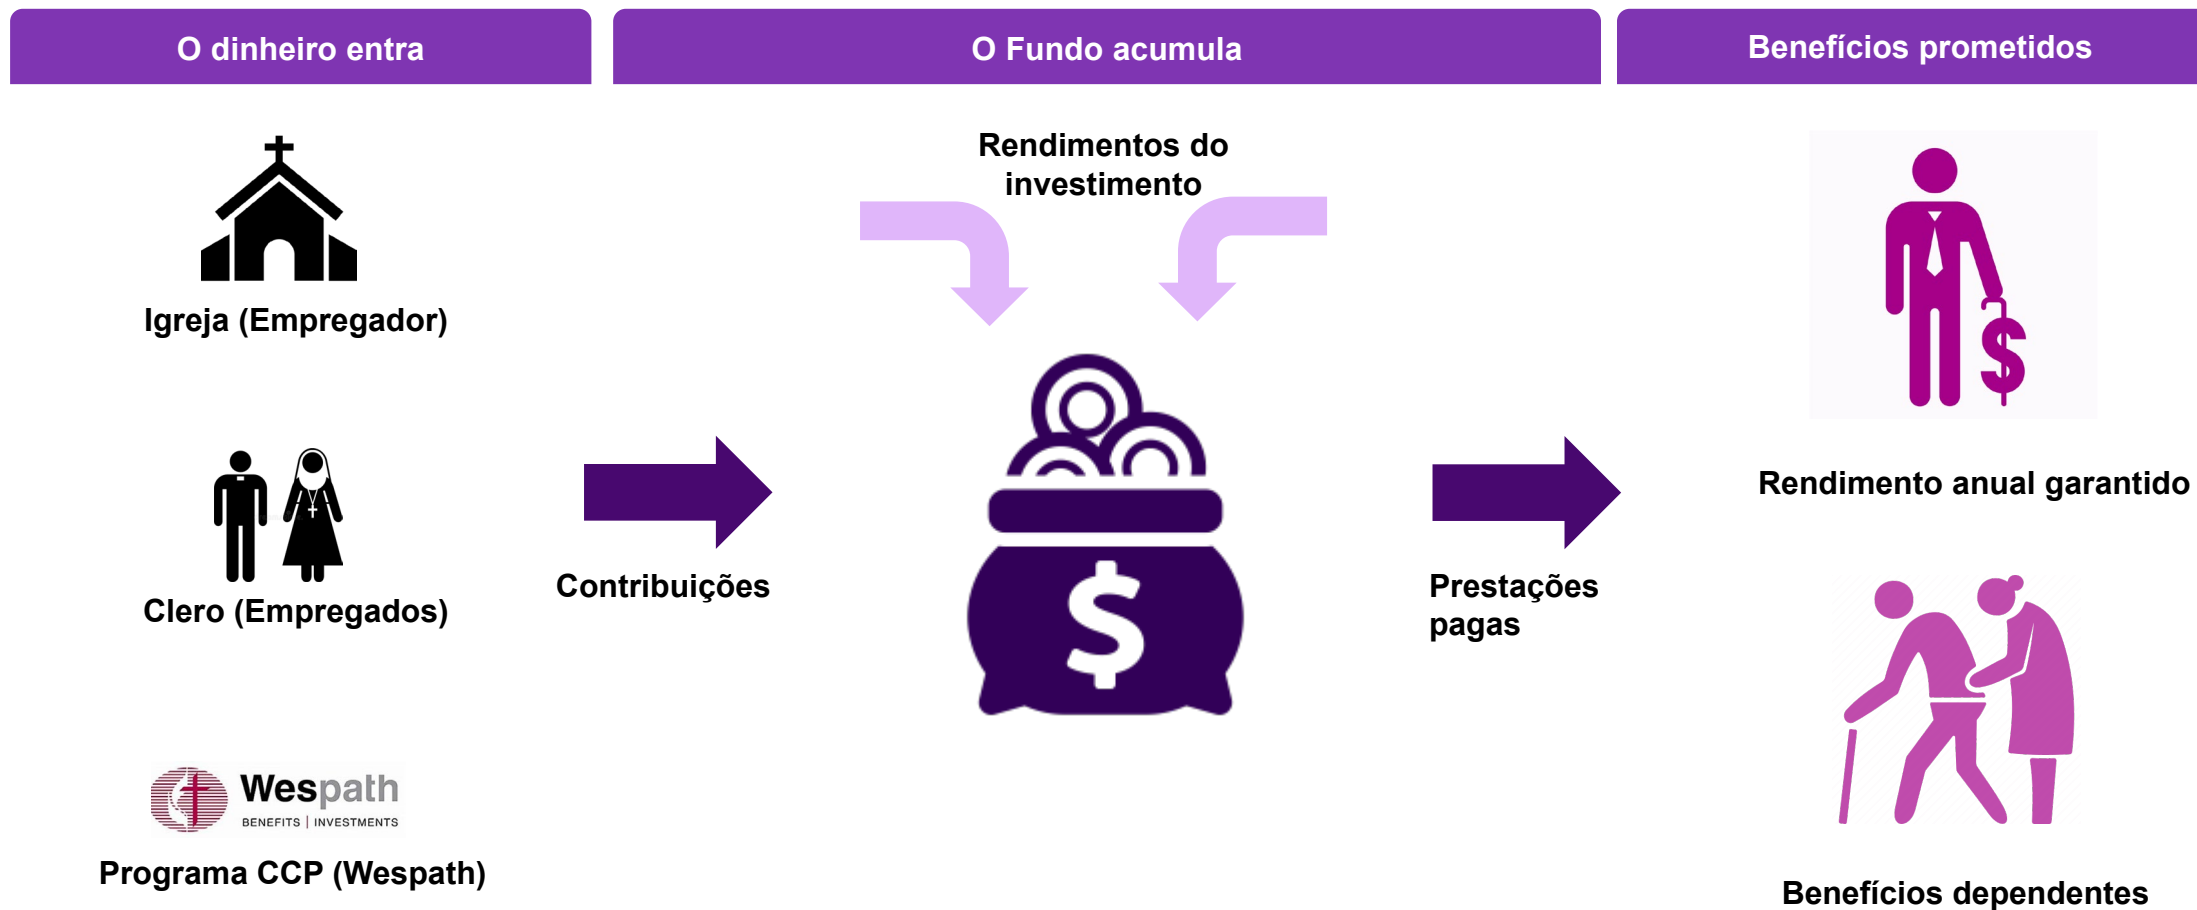 O dinheiro entra
O Fundo acumula
Benefícios prometidos
Igreja (Empregador)
Clero (Empregados)
Wespath
BENEFITS | INVESTMENTS
Programa CCP (Wespath)
Contribuições
Rendimentos do
investimento
$
Prestações
pagas
$
Rendimento anual garantido
Benefícios dependentes